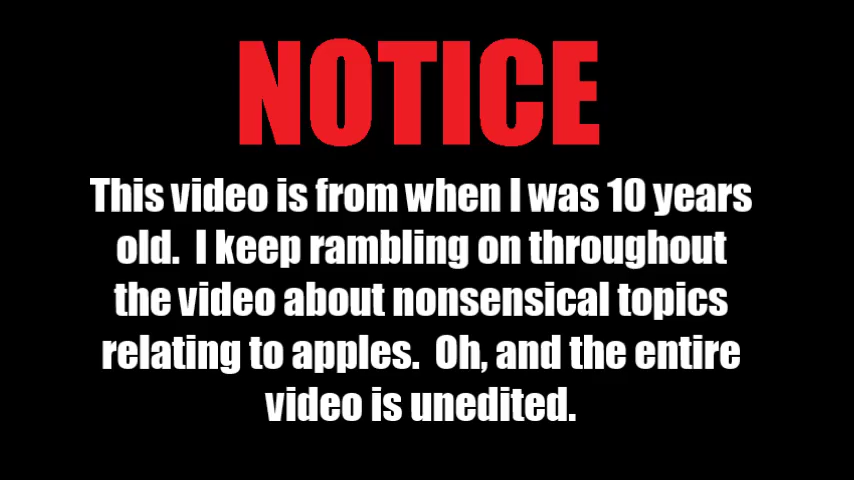 NOTICE
This video is from when I was 10 years
old.  I keep rambling on throughout
the video about nonsensical topics
relating to apples.  Oh, and the entire
video is unedited.